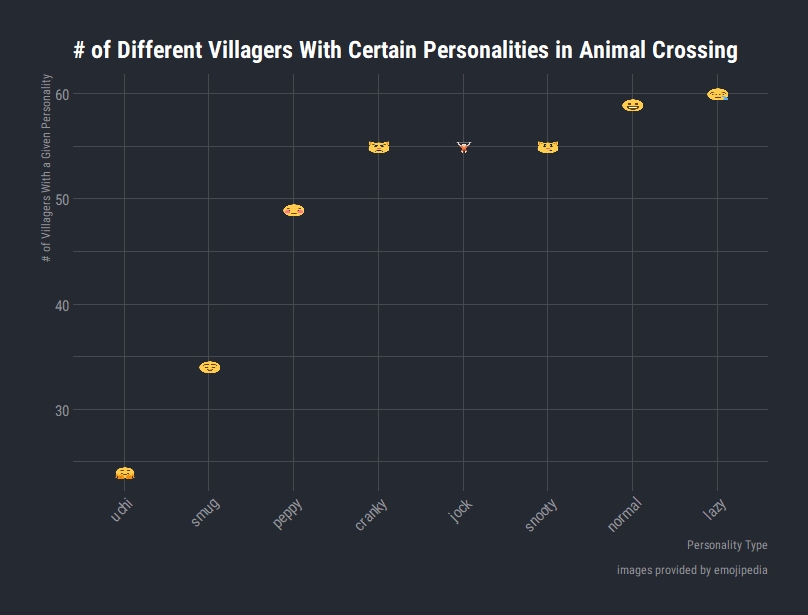 # of Different Villagers With Certain Personalities in Animal Crossing
# of Villagers With a Given Personality
60
50
40
30
uchi
smug
peppy
cranky
jock
snooty
normal
lazy
Personality Type
images provided by emojipedia